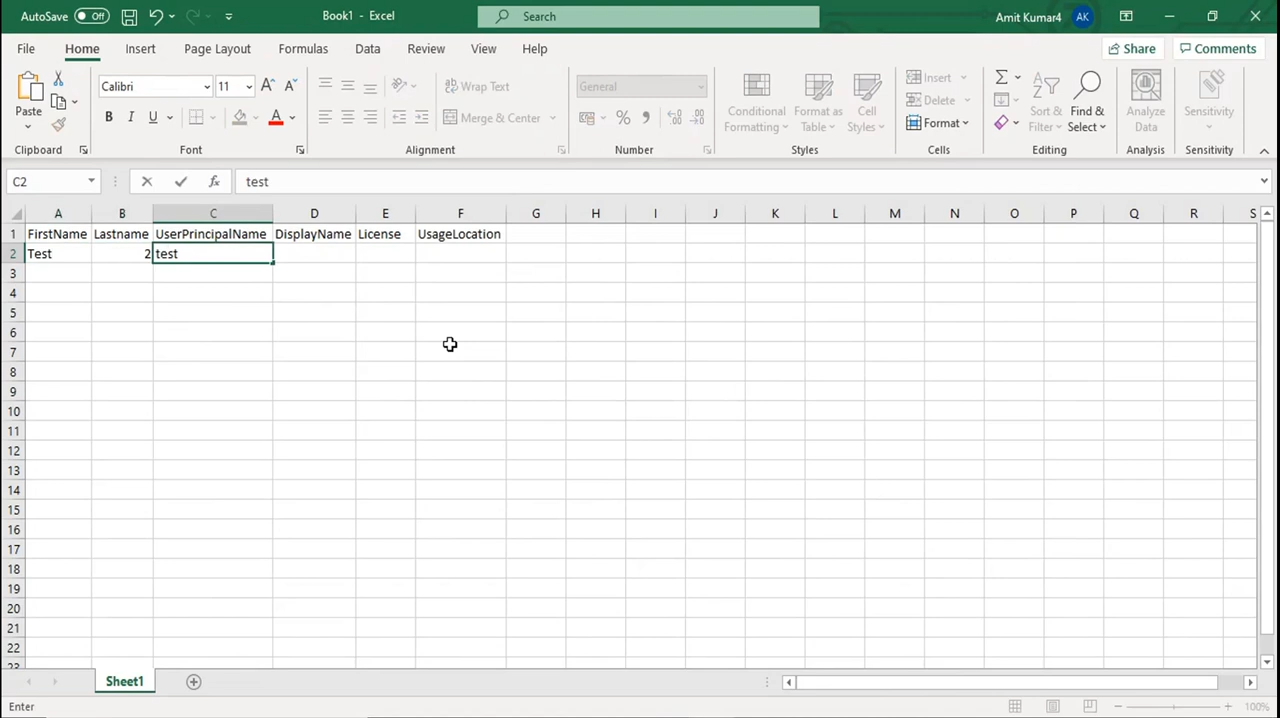 AutoSave Off Book1 - Excel Search Amit Kumar4 AK
File Home Insert Page Layout Formulas Data Review View Help Share Comments
Paste Calibri 11 A A Wrap Text General Conditional Formatting Format as Table Cell Styles Insert Sort & Filter Find & Select Analyze Data Sensitivity
Delete
B I U A Merge & Center % Format
Clipboard Font Alignment Number Styles Cells Editing Analysis Sensitivity
C2 fx test
A B C D E F G H I J K L M N O P Q R S
1 FirstName Lastname UserPrincipalName DisplayName License UsageLocation
2 Test 2 test
3
4
5
6
7
8
9
10
11
12
13
14
15
16
17
18
19
20
21
22
23
Sheet1
Enter 100%